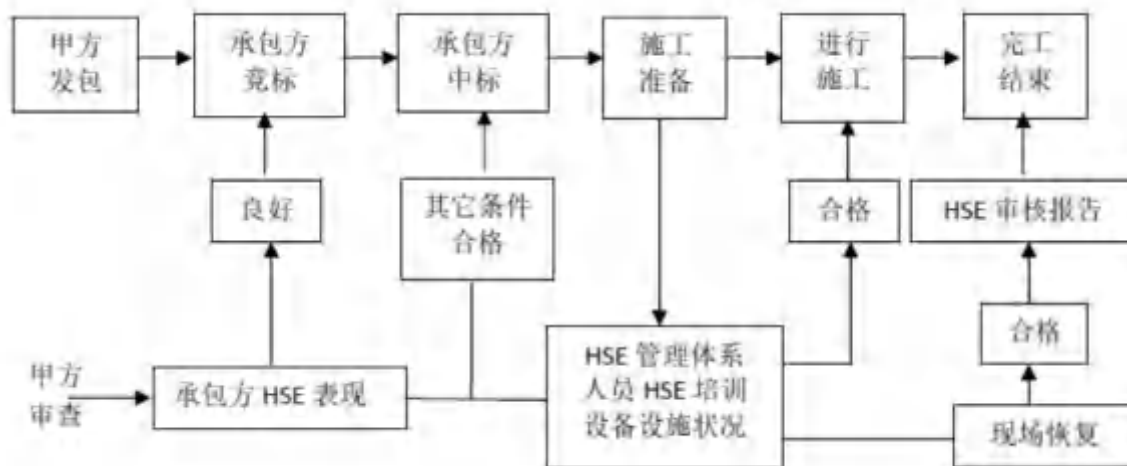 甲方
发包
承包方
竞标
承包方
中标
施工
准备
进行
施工
完工
结束
良好
其它条件
合格
合格
HSE 审核报告
合格
甲方
审查
承包方 HSE 表现
HSE 管理体系
人员 HSE 培训
设备设施状况
现场恢复